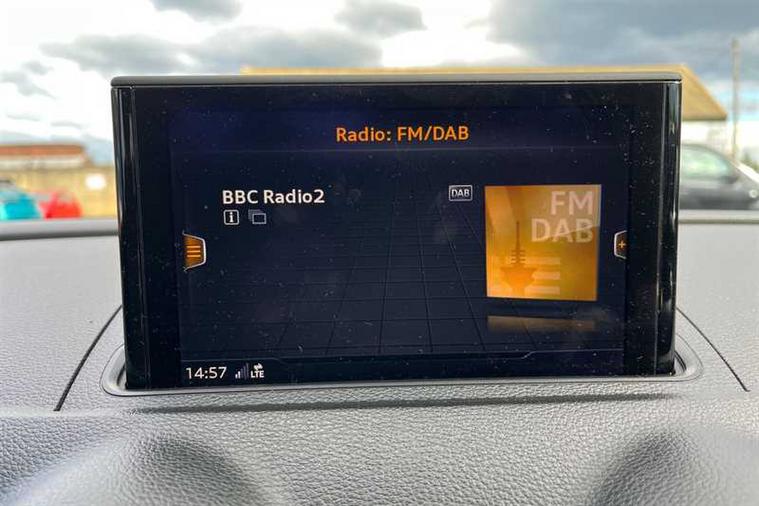 Radio: FM/DAB
BBC Radio2
DAB
i
FM
DAB
14:57 LTE